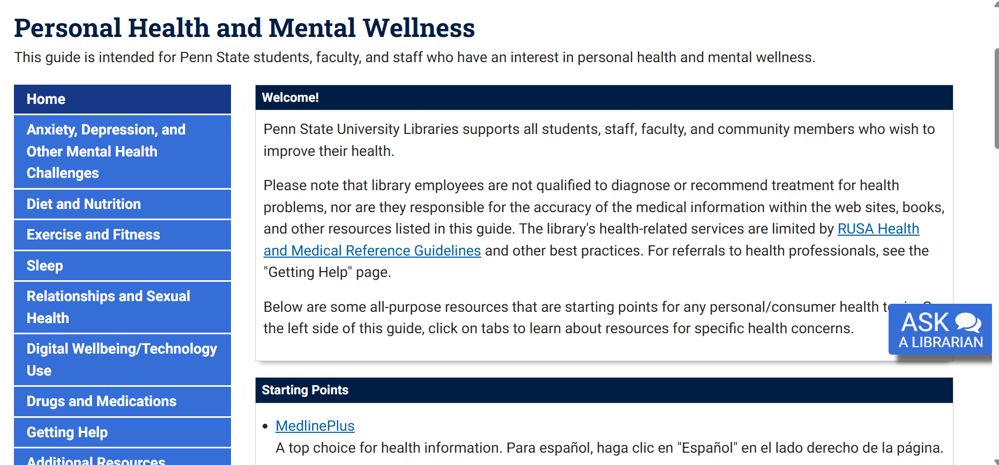 Personal Health and Mental Wellness
This guide is intended for Penn State students, faculty, and staff who have an interest in personal health and mental wellness.
Home
Anxiety, Depression, and
Other Mental Health
Challenges
Diet and Nutrition
Exercise and Fitness
Sleep
Relationships and Sexual
Health
Digital Wellbeing/Technology
Use
Drugs and Medications
Getting Help
Additional Resources
Welcome!
Penn State University Libraries supports all students, staff, faculty, and community members who wish to
improve their health.
Please note that library employees are not qualified to diagnose or recommend treatment for health
problems, nor are they responsible for the accuracy of the medical information within the web sites, books,
and other resources listed in this guide. The library's health-related services are limited by RUSA Health
and Medical Reference Guidelines and other best practices. For referrals to health professionals, see the
"Getting Help" page.
Below are some all-purpose resources that are starting points for any personal/consumer health
the left side of this guide, click on tabs to learn about resources for specific health concerns.
ASK
A LIBRARIAN
Starting Points
• MedlinePlus
A top choice for health information. Para español, haga clic en "Español" en el lado derecho de la página.